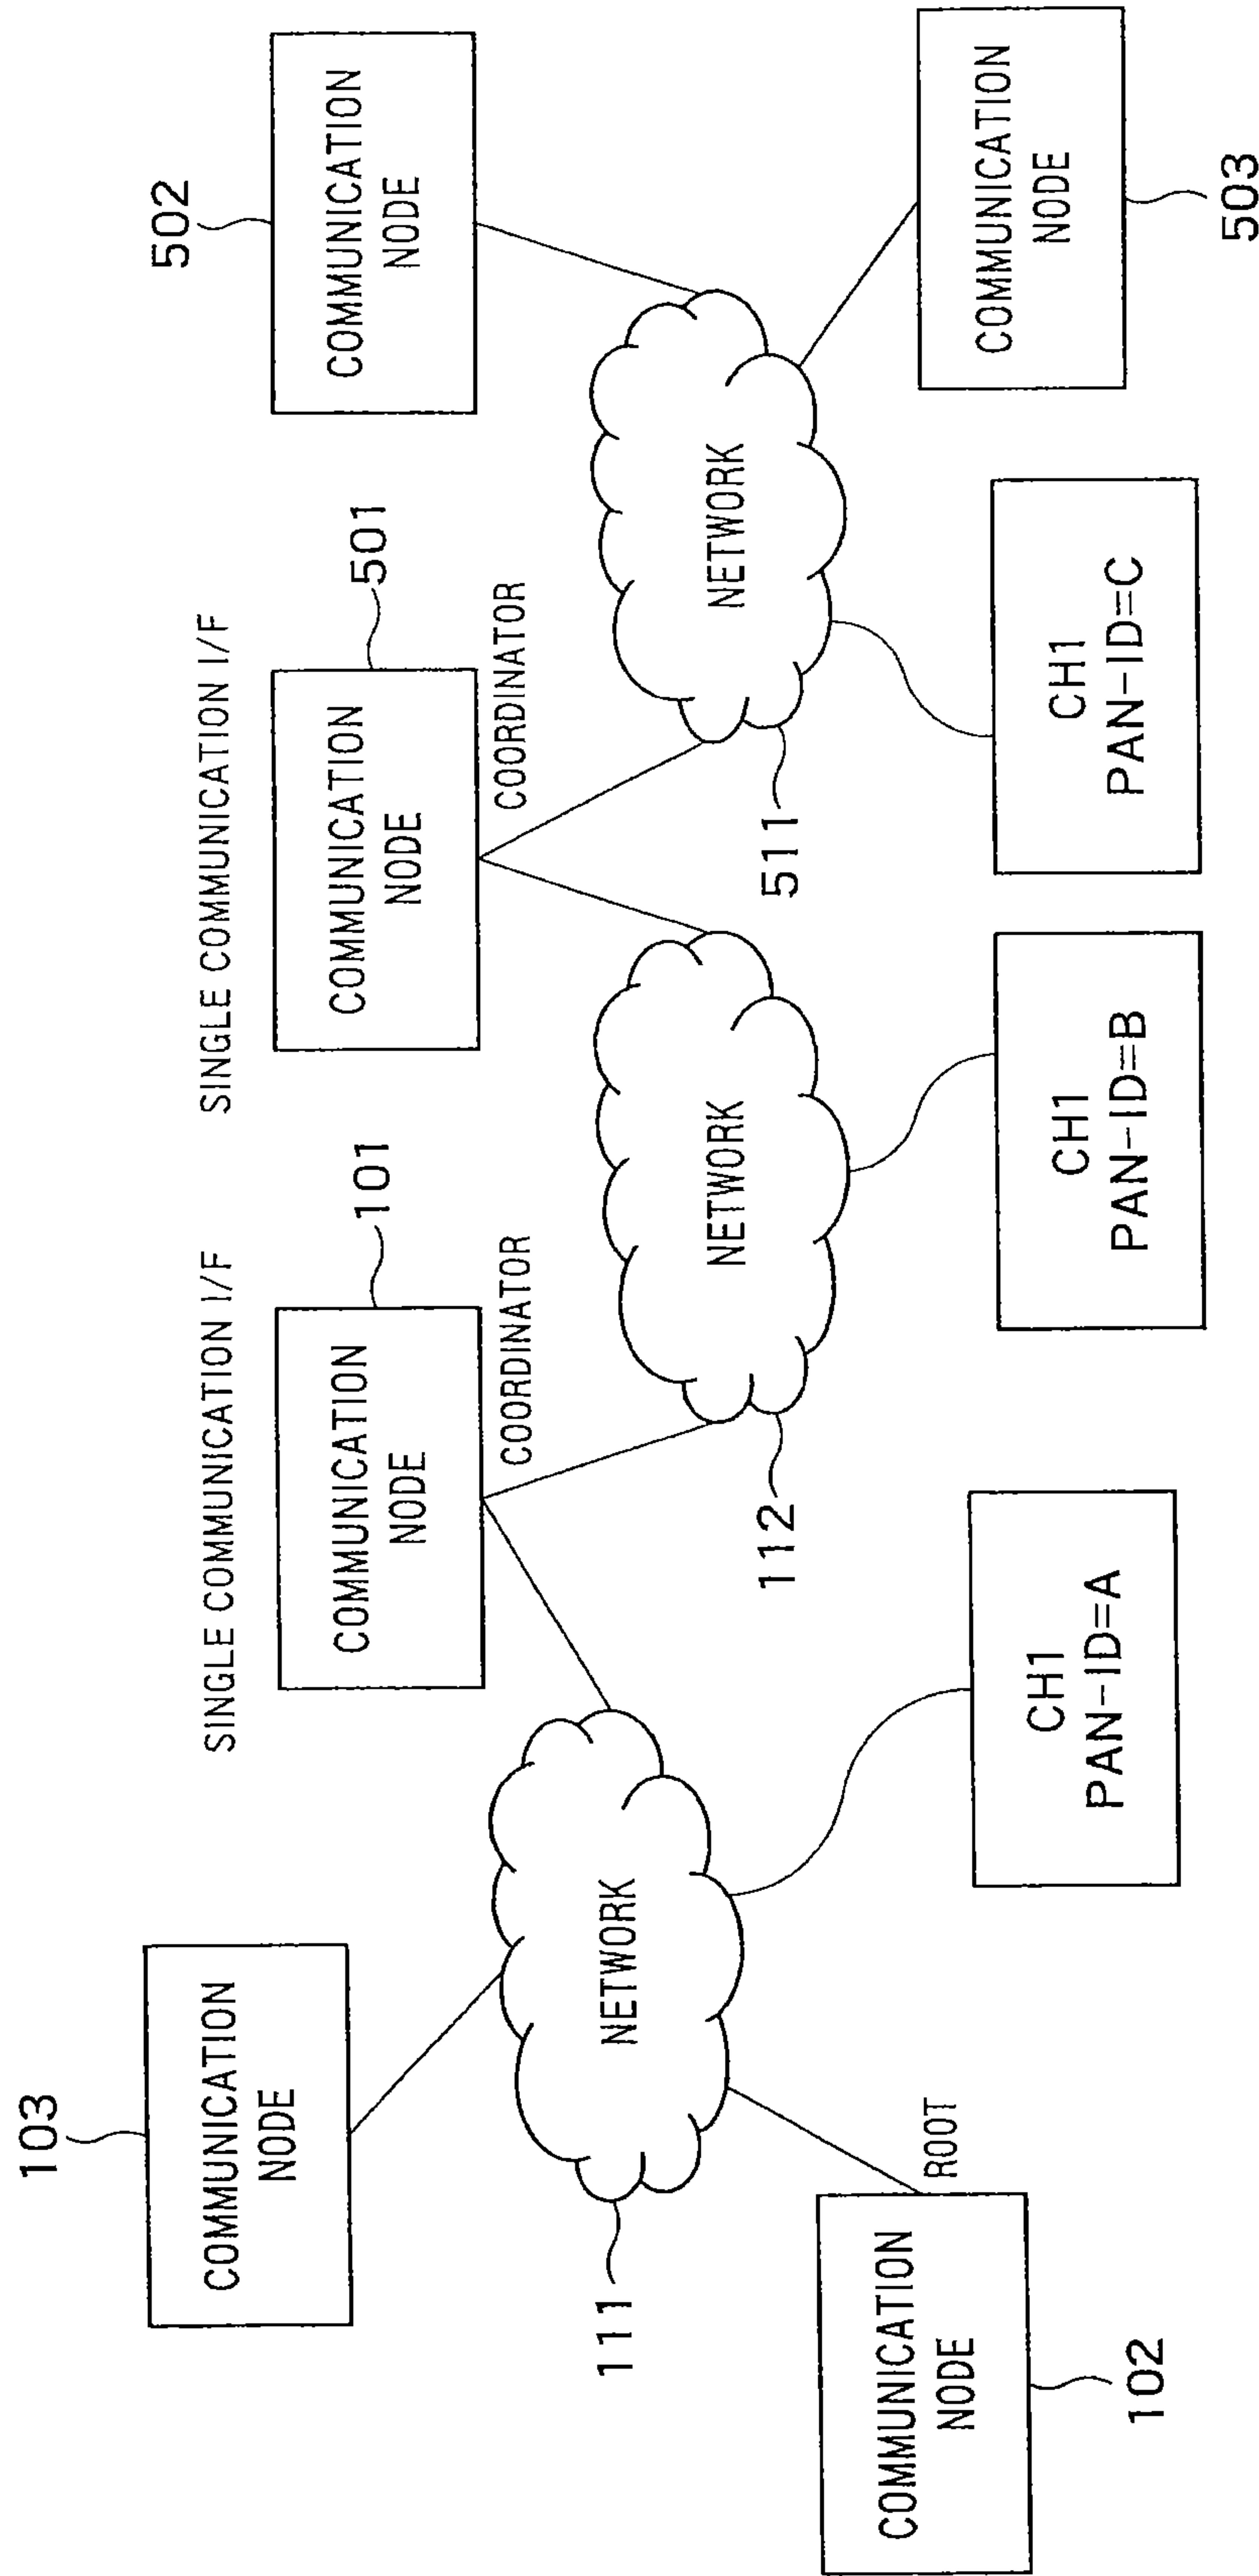 103
COMMUNICATION
NODE
111
NETWORK
COMMUNICATION
NODE
102
ROOT
CH1
PAN-ID=A
SINGLE COMMUNICATION I/F
101
COMMUNICATION
NODE
COORDINATOR
112
NETWORK
CH1
PAN-ID=B
SINGLE COMMUNICATION I/F
501
COMMUNICATION
NODE
COORDINATOR
511
NETWORK
CH1
PAN-ID=C
502
COMMUNICATION
NODE
COMMUNICATION
NODE
503